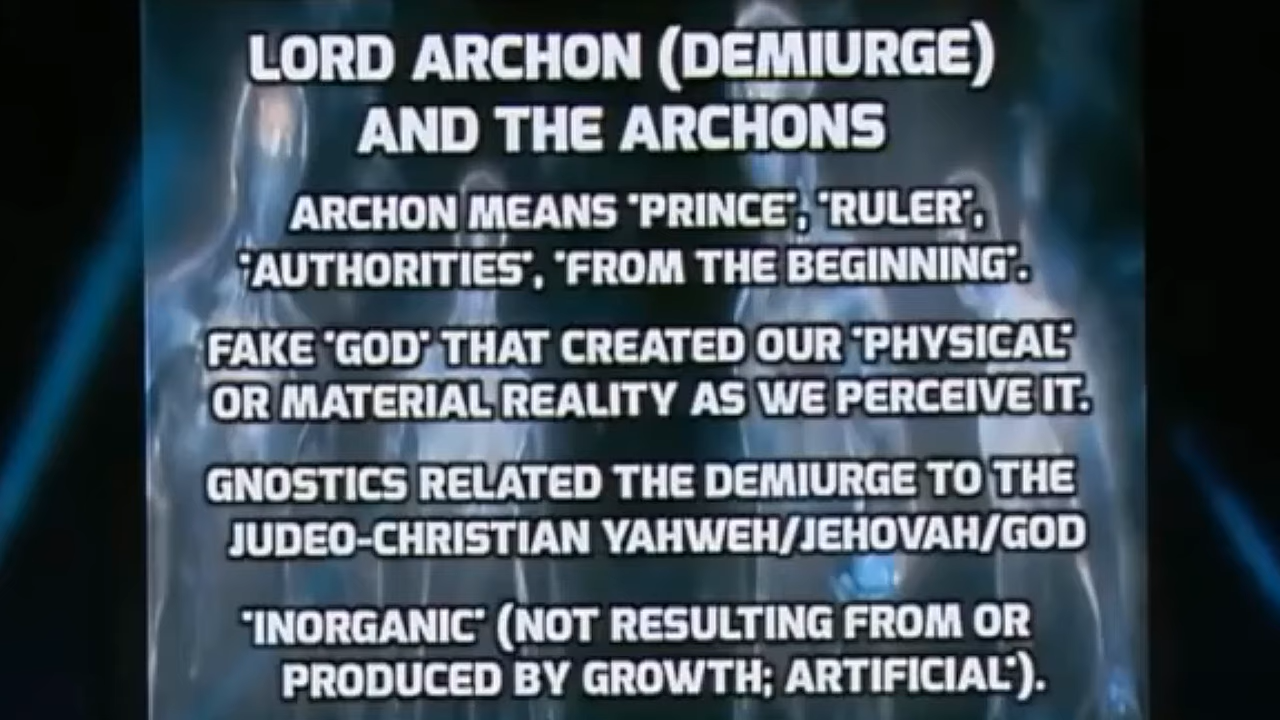 LORD ARCHON (DEMIURGE)
AND THE ARCHONS
ARCHON MEANS 'PRINCE', 'RULER',
'AUTHORITIES', 'FROM THE BEGINNING'.
FAKE 'GOD' THAT CREATED OUR 'PHYSICAL'
OR MATERIAL REALITY AS WE PERCEIVE IT.
GNOSTICS RELATED THE DEMIURGE TO THE
JUDEO-CHRISTIAN YAHWEH/JEHOVAH/GOD
'INORGANIC' (NOT RESULTING FROM OR
PRODUCED BY GROWTH; ARTIFICIAL').